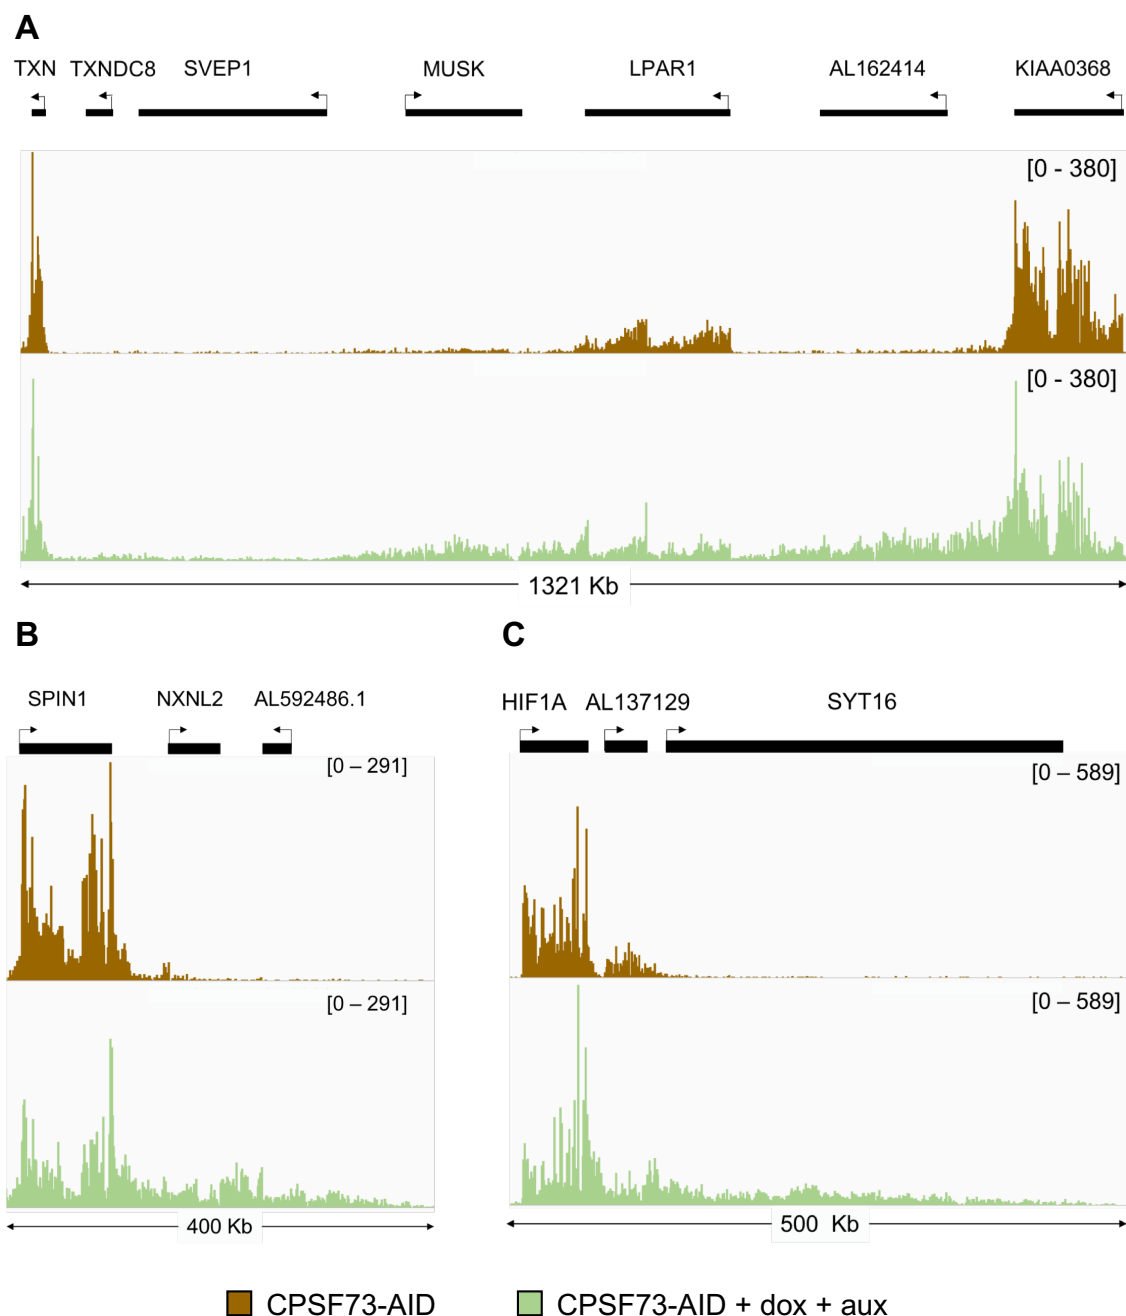 A
TXN TXNDC8 SVEP1 MUSK LPAR1 AL162414 KIAA0368
[0 - 380]
[0 - 380]
1321 Kb
B C
SPIN1 NXNL2 AL592486.1 HIF1A AL137129 SYT16
[0 – 291] [0 – 589]
[0 – 291] [0 – 589]
400 Kb 500 Kb
CPSF73-AID CPSF73-AID + dox + aux